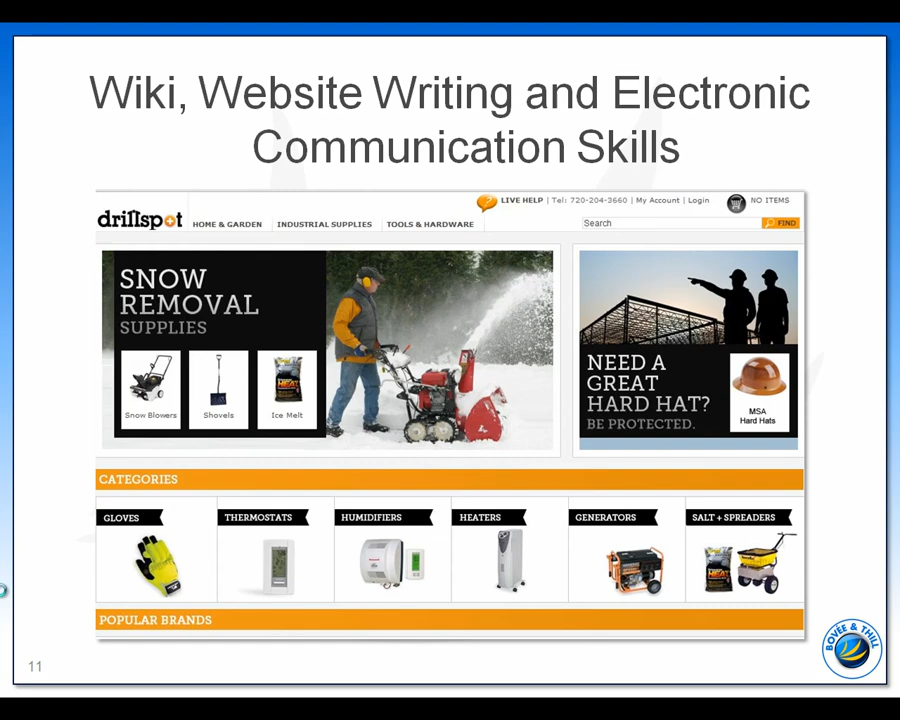 Wiki, Website Writing and Electronic
Communication Skills
drillspot
HOME & GARDEN
INDUSTRIAL SUPPLIES
TOOLS & HARDWARE
LIVE HELP | Tel: 720-204-3660 | My Account | Login
NO ITEMS
Search
FIND
SNOW
REMOVAL
SUPPLIES
Snow Blowers
Shovels
Ice Melt
NEED A
GREAT
HARD HAT?
BE PROTECTED.
MSA
Hard Hats
CATEGORIES
GLOVES
THERMOSTATS
HUMIDIFIERS
HEATERS
GENERATORS
SALT + SPREADERS
POPULAR BRANDS
11
BOVÉE & THILL